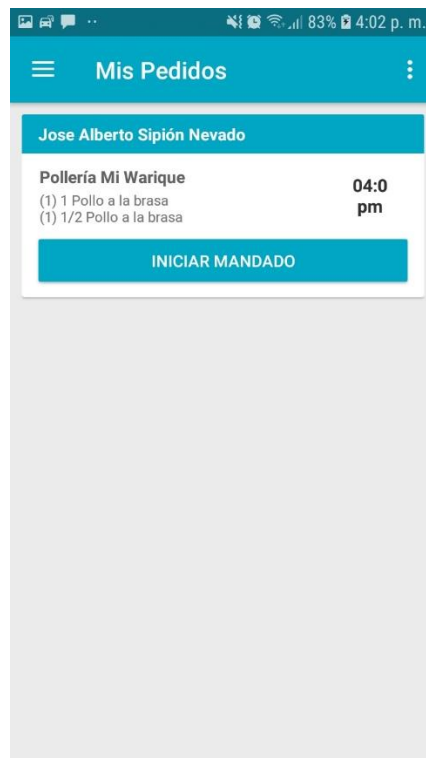 83% 4:02 p. m.
Mis Pedidos
Jose Alberto Sipión Nevado
Pollería Mi Warique
(1) 1 Pollo a la brasa
(1) 1/2 Pollo a la brasa
04:0
pm
INICIAR MANDADO